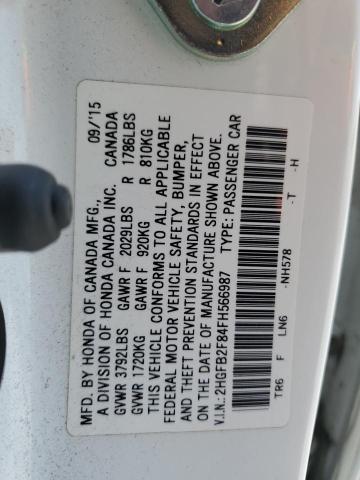 MFD. BY HONDA OF CANADA MFG., 09/'15
A DIVISION OF HONDA CANADA INC. CANADA
GVWR 3792LBS GAWR F 2029LBS R 1786LBS
GVWR 1720KG GAWR F 920KG R 810KG
THIS VEHICLE CONFORMS TO ALL APPLICABLE
FEDERAL MOTOR VEHICLE SAFETY, BUMPER,
AND THEFT PREVENTION STANDARDS IN EFFECT
ON THE DATE OF MANUFACTURE SHOWN ABOVE.
V.I.N.: 2HGFB2F84FH566987 TYPE: PASSENGER CAR
TR6 F LN6 -NH578 -T -H